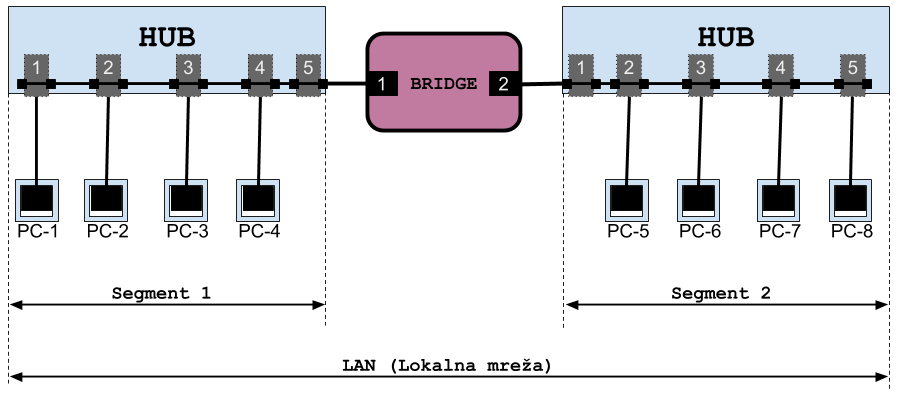 HUB HUB
1 2 3 4 5 1 BRIDGE 2 1 2 3 4 5
PC-1 PC-2 PC-3 PC-4 PC-5 PC-6 PC-7 PC-8
Segment 1 Segment 2
LAN (Lokalna mreža)